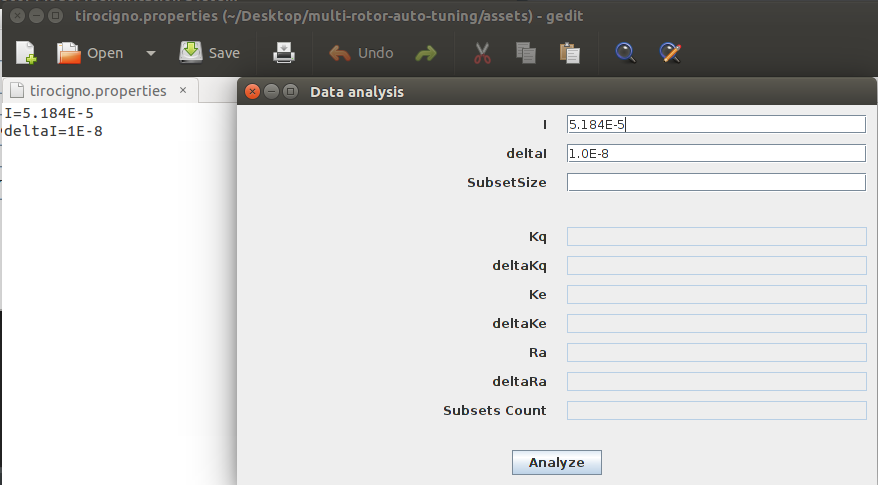 tirocigno.properties (~/Desktop/multi-rotor-auto-tuning/assets) - gedit
Open Save Undo
tirocigno.properties ×
I=5.184E-5
deltaI=1E-8
Data analysis
I 5.184E-5
deltaI 1.0E-8
SubsetSize
Kq
deltaKq
Ke
deltaKe
Ra
deltaRa
Subsets Count
Analyze